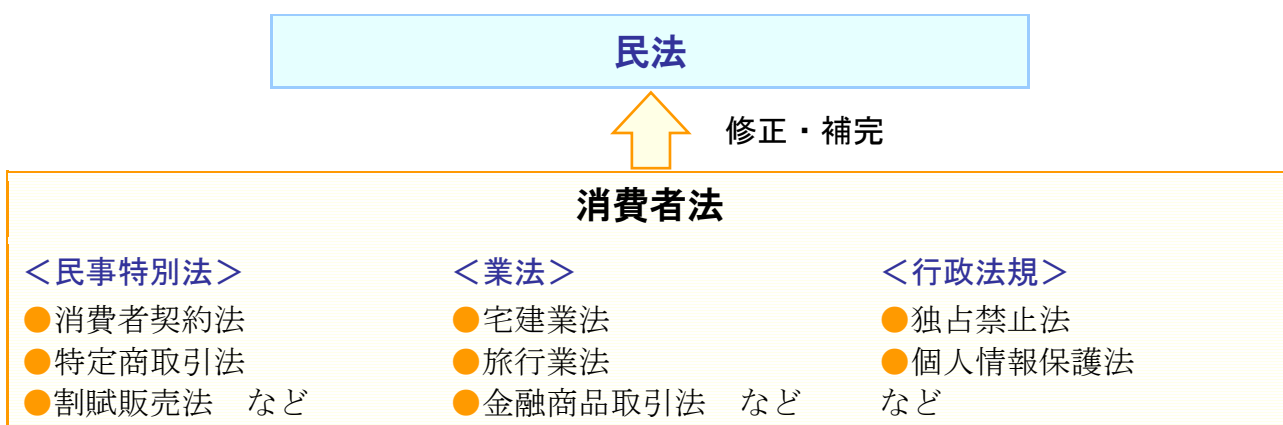 民法
修正・補完
消費者法
＜民事特別法＞
●消費者契約法
●特定商取引法
●割賦販売法　など
＜業法＞
●宅建業法
●旅行業法
●金融商品取引法　など
＜行政法規＞
●独占禁止法
●個人情報保護法
など